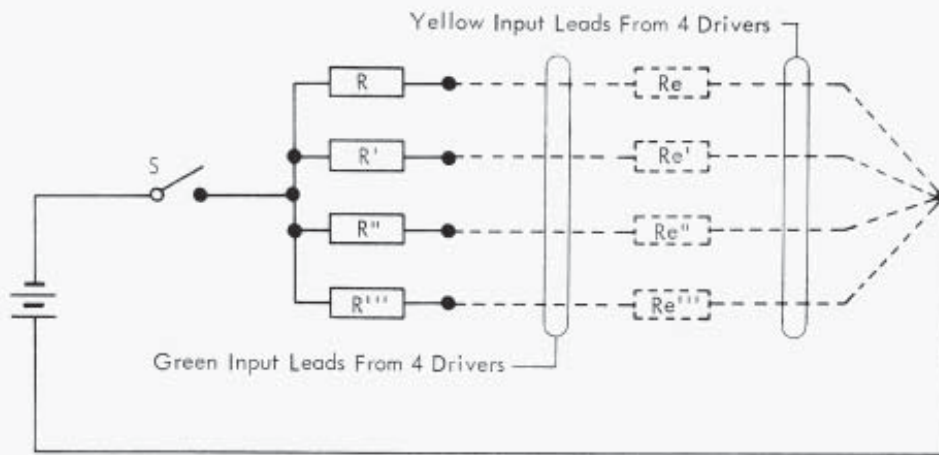 Yellow Input Leads From 4 Drivers
R
Re
S
R'
Re'
R"
Re"
R'''
Re'''
Green Input Leads From 4 Drivers